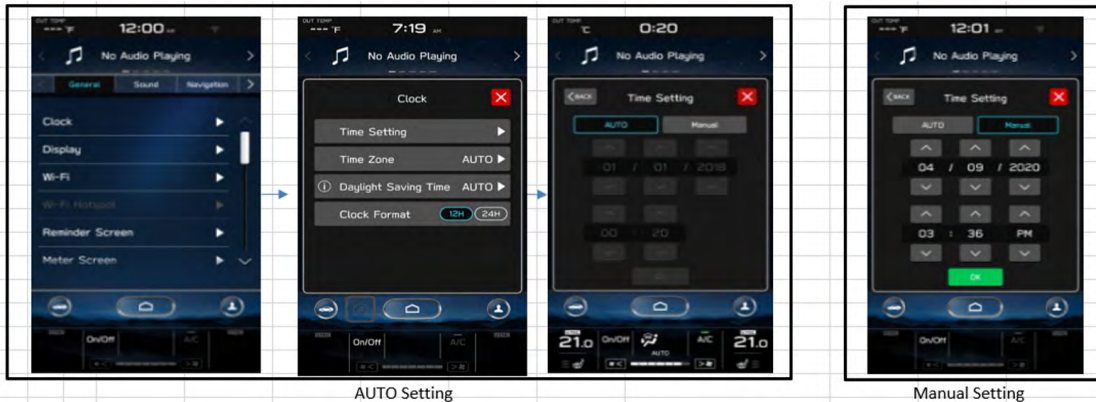 OUT TEMP
--- °F 12:00 AM
No Audio Playing
General Sound Navigation
Clock
Display
Wi-Fi
Wi-Fi Hotspot
Reminder Screen
Meter Screen
On/Off A/C
OUT TEMP
--- °F 7:19 AM
No Audio Playing
Clock
Time Setting
Time Zone AUTO
Daylight Saving Time AUTO
Clock Format 12H 24H
On/Off A/C
OUT TEMP
°C 0:20
No Audio Playing
BACK Time Setting
AUTO Manual
01 / 01 / 2018
00 : 20
21.0 On/Off A/C 21.0
AUTO
AUTO Setting
OUT TEMP
--- °F 12:01
No Audio Playing
BACK Time Setting
AUTO Manual
04 / 09 / 2020
03 : 36 PM
OK
On/Off A/C
Manual Setting